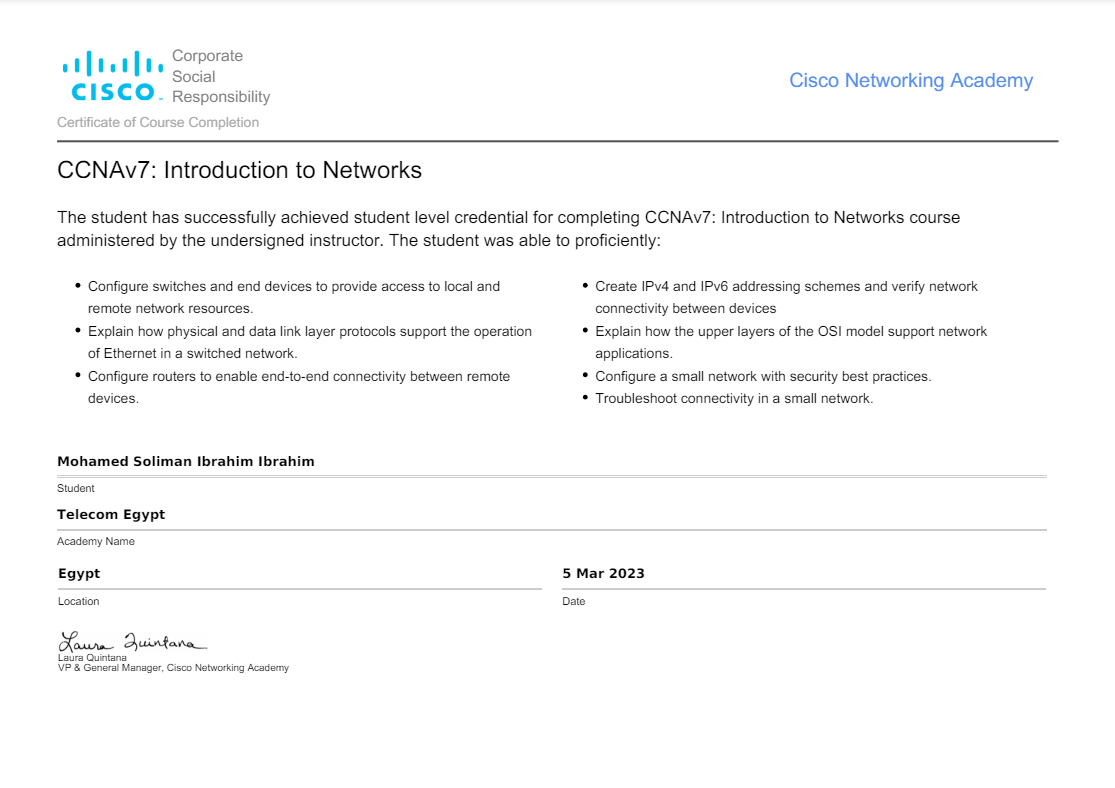 Corporate
Social
CISCO Responsibility
Cisco Networking Academy
Certificate of Course Completion
CCNAv7: Introduction to Networks
The student has successfully achieved student level credential for completing CCNAv7: Introduction to Networks course
administered by the undersigned instructor. The student was able to proficiently:
• Configure switches and end devices to provide access to local and
remote network resources.
• Explain how physical and data link layer protocols support the operation
of Ethernet in a switched network.
• Configure routers to enable end-to-end connectivity between remote
devices.
• Create IPv4 and IPv6 addressing schemes and verify network
connectivity between devices
• Explain how the upper layers of the OSI model support network
applications.
• Configure a small network with security best practices.
• Troubleshoot connectivity in a small network.
Mohamed Soliman Ibrahim Ibrahim
Student
Telecom Egypt
Academy Name
Egypt
Location
5 Mar 2023
Date
Laura Quintana
Laura Quintana
VP & General Manager, Cisco Networking Academy